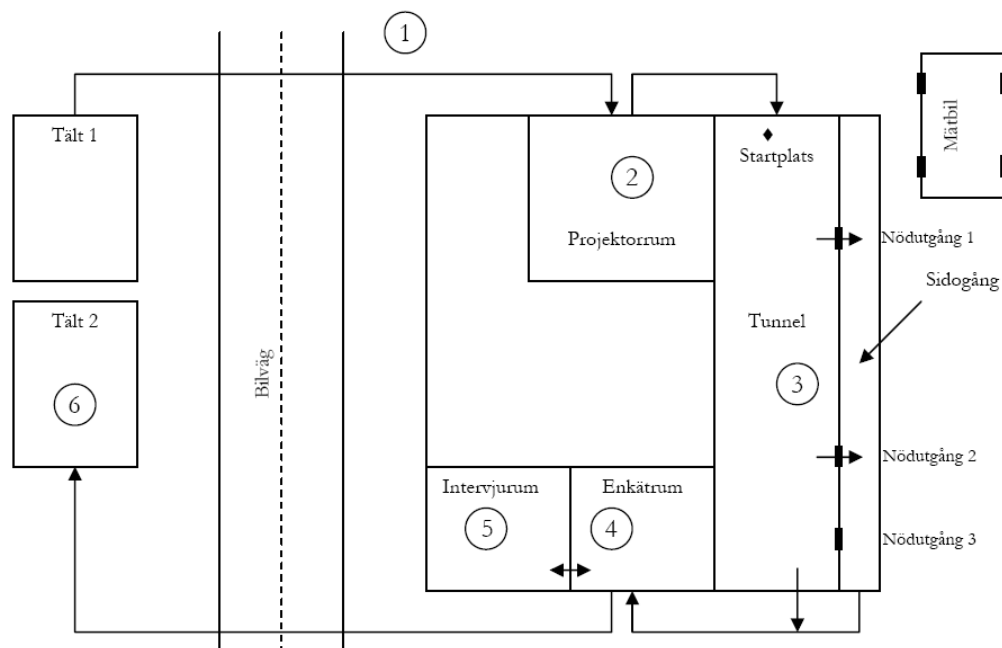 1
Tält 1
Startplats
Mätbil
2
Projektorrum
Nödutgång 1
Sidogång
Tält 2
Tunnel
Bilväg
3
6
Nödutgång 2
Intervjurum
Enkätrum
5
4
Nödutgång 3